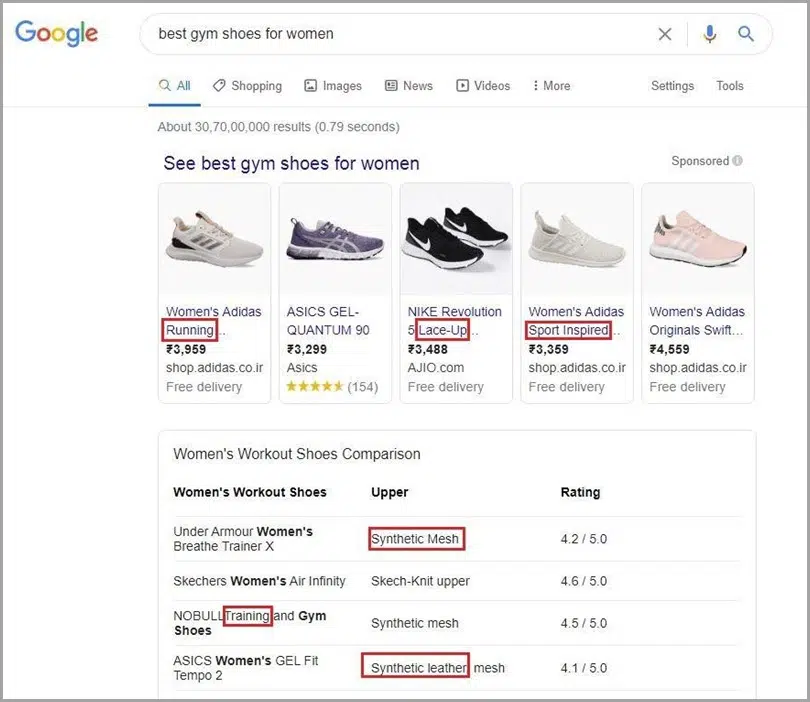 Google
best gym shoes for women
All Shopping Images News Videos More Settings Tools
About 30,70,00,000 results (0.79 seconds)
See best gym shoes for women
Sponsored
Women's Adidas
Running...
₹3,959
shop.adidas.co.ir
Free delivery
ASICS GEL-
QUANTUM 90
₹3,299
Asics
(154)
NIKE Revolution
5 Lace-Up...
₹3,488
AJIO.com
Free delivery
Women's Adidas
Sport Inspired...
₹3,359
shop.adidas.co.ir
Free delivery
Women's Adidas
Originals Swift...
₹4,559
shop.adidas.co.ir
Free delivery
Women's Workout Shoes Comparison
Women's Workout Shoes Upper Rating
Under Armour Women's
Breathe Trainer X
Synthetic Mesh 4.2 / 5.0
Skechers Women's Air Infinity Skech-Knit upper 4.6 / 5.0
NOBULL Training and Gym
Shoes
Synthetic mesh 4.5 / 5.0
ASICS Women's GEL Fit
Tempo 2
Synthetic leather, mesh 4.1 / 5.0